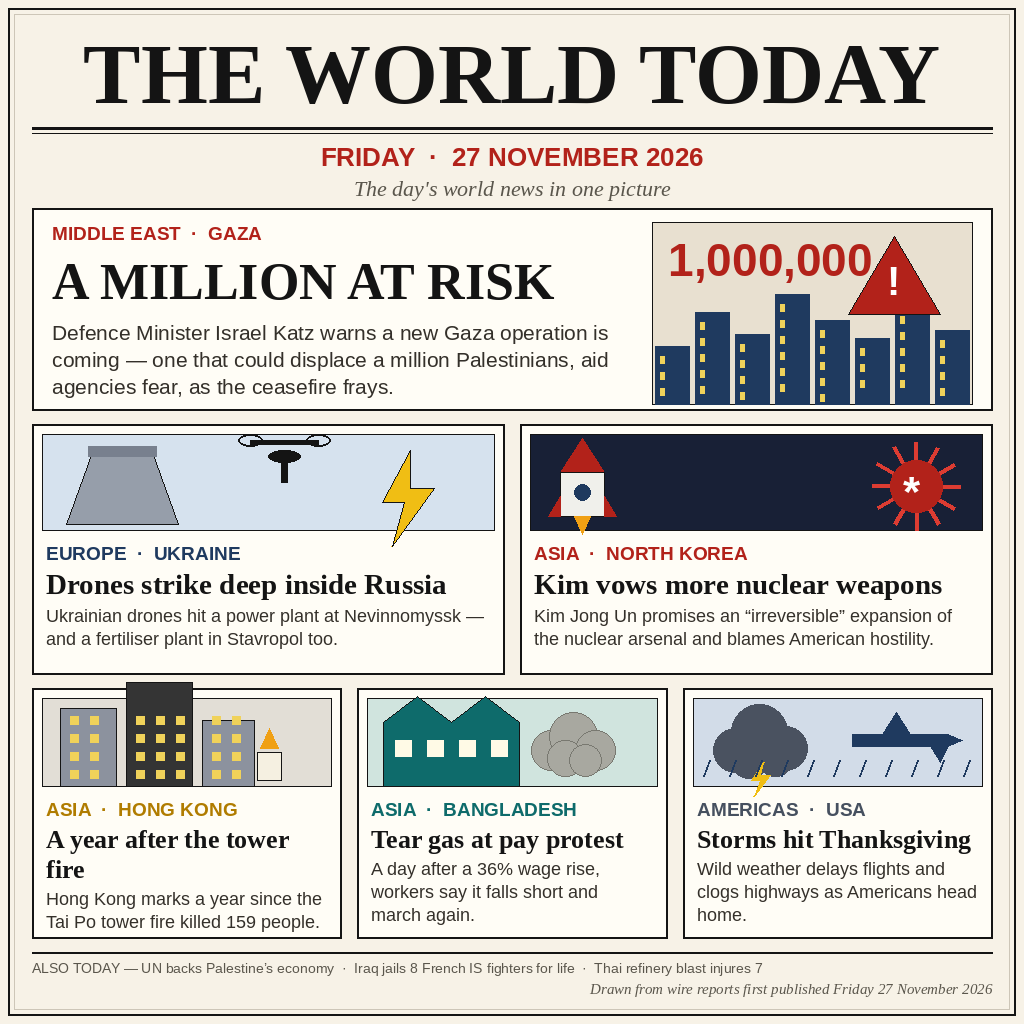 THE WORLD TODAY
FRIDAY · 27 NOVEMBER 2026
The day's world news in one picture
MIDDLE EAST · GAZA
A MILLION AT RISK
Defence Minister Israel Katz warns a new Gaza operation is
coming — one that could displace a million Palestinians, aid
agencies fear, as the ceasefire frays.
1,000,000
!
EUROPE · UKRAINE
Drones strike deep inside Russia
Ukrainian drones hit a power plant at Nevinnomyssk —
and a fertiliser plant in Stavropol too.
*
ASIA · NORTH KOREA
Kim vows more nuclear weapons
Kim Jong Un promises an “irreversible” expansion of
the nuclear arsenal and blames American hostility.
ASIA · HONG KONG
A year after the tower
fire
Hong Kong marks a year since the
Tai Po tower fire killed 159 people.
ASIA · BANGLADESH
Tear gas at pay protest
A day after a 36% wage rise,
workers say it falls short and
march again.
AMERICAS · USA
Storms hit Thanksgiving
Wild weather delays flights and
clogs highways as Americans head
home.
ALSO TODAY — UN backs Palestine’s economy · Iraq jails 8 French IS fighters for life · Thai refinery blast injures 7
Drawn from wire reports first published Friday 27 November 2026